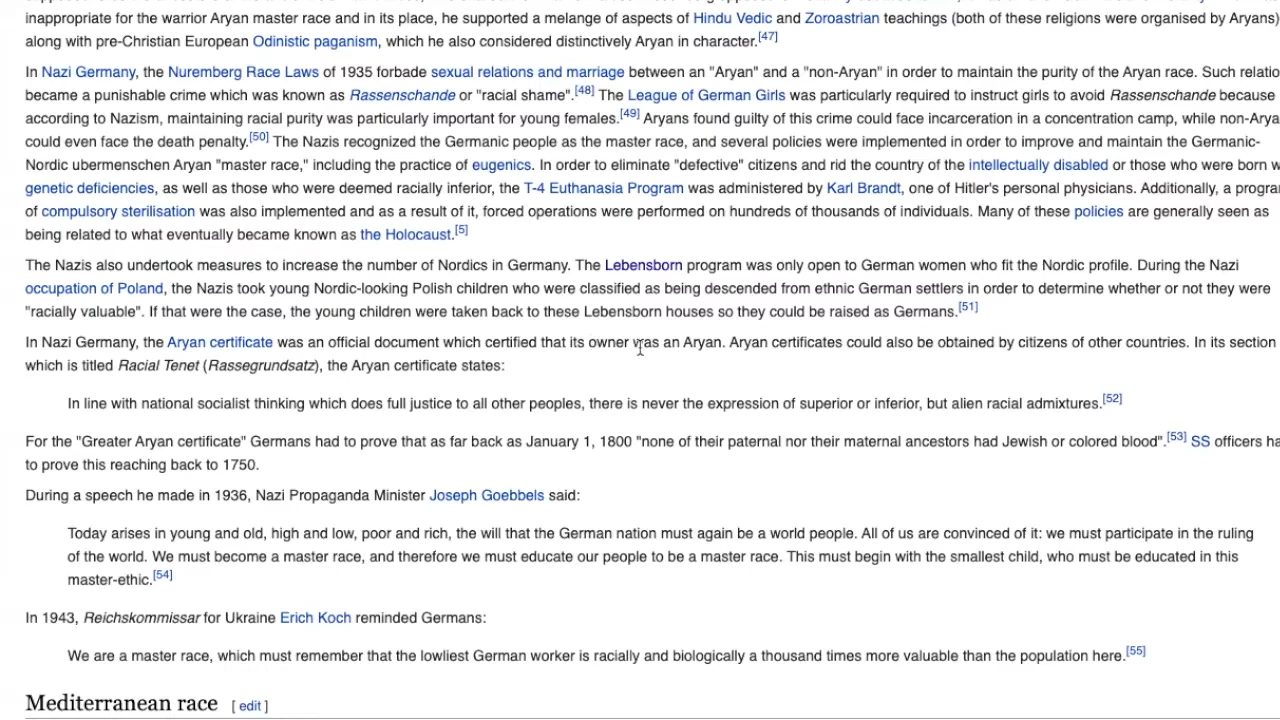 inappropriate for the warrior Aryan master race and in its place, he supported a melange of aspects of Hindu Vedic and Zoroastrian teachings (both of these religions were organised by Aryans)
along with pre-Christian European Odinistic paganism, which he also considered distinctively Aryan in character.[47]
In Nazi Germany, the Nuremberg Race Laws of 1935 forbade sexual relations and marriage between an "Aryan" and a "non-Aryan" in order to maintain the purity of the Aryan race. Such relatio
became a punishable crime which was known as Rassenschande or "racial shame".[48] The League of German Girls was particularly required to instruct girls to avoid Rassenschande because
according to Nazism, maintaining racial purity was particularly important for young females.[49] Aryans found guilty of this crime could face incarceration in a concentration camp, while non-Arya
could even face the death penalty.[50] The Nazis recognized the Germanic people as the master race, and several policies were implemented in order to improve and maintain the Germanic-
Nordic ubermenschen Aryan "master race," including the practice of eugenics. In order to eliminate "defective" citizens and rid the country of the intellectually disabled or those who were born w
genetic deficiencies, as well as those who were deemed racially inferior, the T-4 Euthanasia Program was administered by Karl Brandt, one of Hitler's personal physicians. Additionally, a program
of compulsory sterilisation was also implemented and as a result of it, forced operations were performed on hundreds of thousands of individuals. Many of these policies are generally seen as
being related to what eventually became known as the Holocaust.[5]
The Nazis also undertook measures to increase the number of Nordics in Germany. The Lebensborn program was only open to German women who fit the Nordic profile. During the Nazi
occupation of Poland, the Nazis took young Nordic-looking Polish children who were classified as being descended from ethnic German settlers in order to determine whether or not they were
"racially valuable". If that were the case, the young children were taken back to these Lebensborn houses so they could be raised as Germans.[51]
In Nazi Germany, the Aryan certificate was an official document which certified that its owner was an Aryan. Aryan certificates could also be obtained by citizens of other countries. In its section
which is titled Racial Tenet (Rassegrundsatz), the Aryan certificate states:
In line with national socialist thinking which does full justice to all other peoples, there is never the expression of superior or inferior, but alien racial admixtures.[52]
For the "Greater Aryan certificate" Germans had to prove that as far back as January 1, 1800 "none of their paternal nor their maternal ancestors had Jewish or colored blood".[53] SS officers ha
to prove this reaching back to 1750.
During a speech he made in 1936, Nazi Propaganda Minister Joseph Goebbels said:
Today arises in young and old, high and low, poor and rich, the will that the German nation must again be a world people. All of us are convinced of it: we must participate in the ruling
of the world. We must become a master race, and therefore we must educate our people to be a master race. This must begin with the smallest child, who must be educated in this
master-ethic.[54]
In 1943, Reichskommissar for Ukraine Erich Koch reminded Germans:
We are a master race, which must remember that the lowliest German worker is racially and biologically a thousand times more valuable than the population here.[55]
Mediterranean race [ edit ]